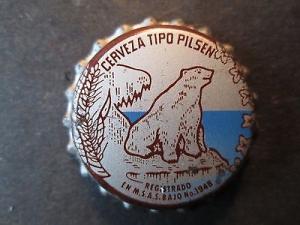 CERVEZA TIPO PILSEN
REGISTRADO
EN M.S.A.S. BAJO No. 1948